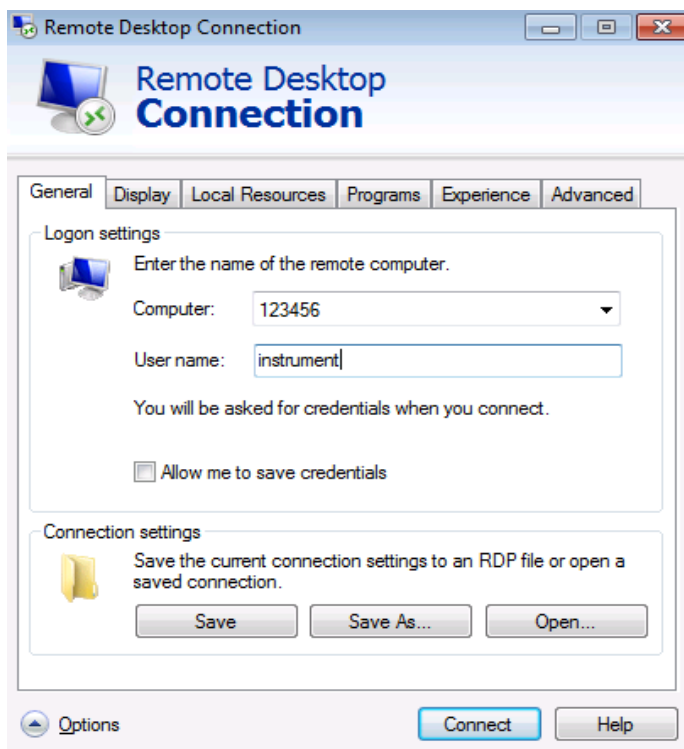 Remote Desktop Connection
Remote Desktop
Connection
General Display Local Resources Programs Experience Advanced
Logon settings
Enter the name of the remote computer.
Computer: 123456
User name: instrument
You will be asked for credentials when you connect.
Allow me to save credentials
Connection settings
Save the current connection settings to an RDP file or open a
saved connection.
Save Save As... Open...
Options Connect Help